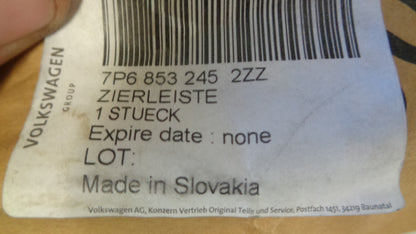 VOLKSWAGEN
GROUP
7P6 853 245 2ZZ
ZIERLEISTE
1 STUECK
Expire date : none
LOT:
Made in Slovakia
Volkswagen AG, Konzern Vertrieb Original Teile und Service, Postfach 1451, 34219 Baunatal